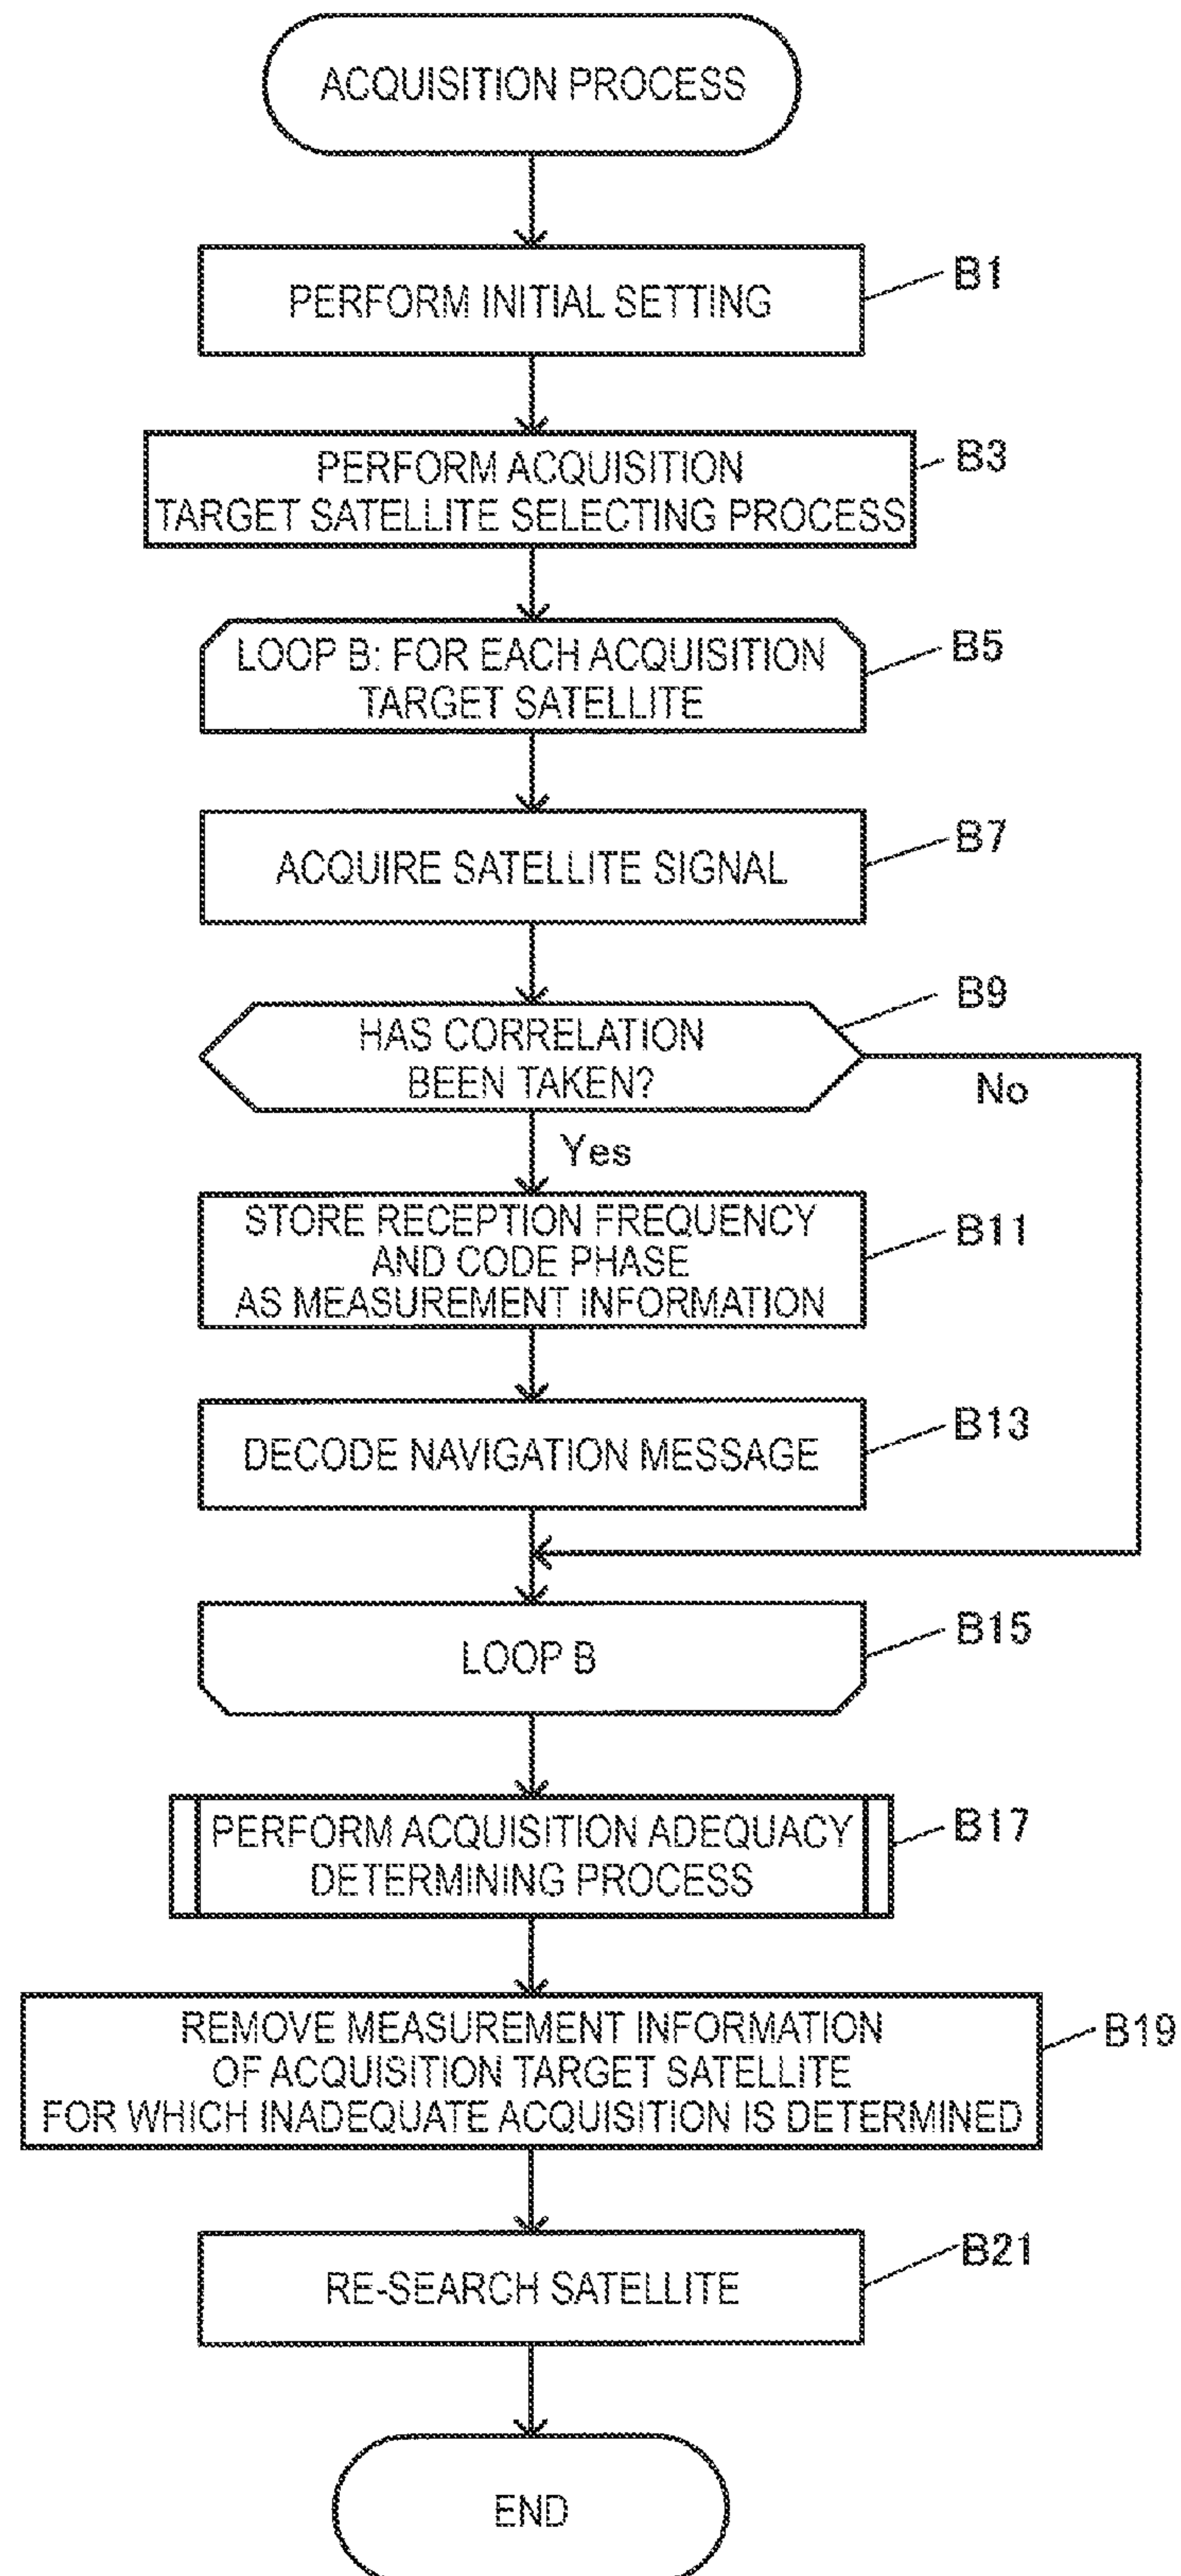 ACQUISITION PROCESS
PERFORM INITIAL SETTING
B1
PERFORM ACQUISITION
TARGET SATELLITE SELECTING PROCESS
B3
LOOP B: FOR EACH ACQUISITION
TARGET SATELLITE
B5
ACQUIRE SATELLITE SIGNAL
B7
HAS CORRELATION
BEEN TAKEN?
B9
No
Yes
STORE RECEPTION FREQUENCY
AND CODE PHASE
AS MEASUREMENT INFORMATION
B11
DECODE NAVIGATION MESSAGE
B13
LOOP B
B15
PERFORM ACQUISITION ADEQUACY
DETERMINING PROCESS
B17
REMOVE MEASUREMENT INFORMATION
OF ACQUISITION TARGET SATELLITE
FOR WHICH INADEQUATE ACQUISITION IS DETERMINED
B19
RE-SEARCH SATELLITE
B21
END